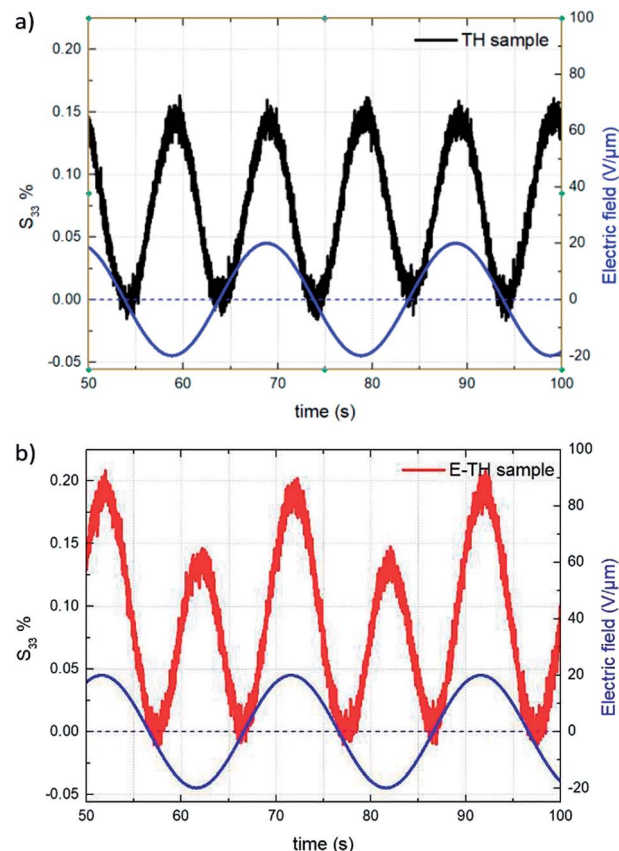 a)
TH sample
0.20
0.15
0.10
0.05
0.00
-0.05
S33 %
100
80
60
40
20
0
-20
Electric field (V/µm)
50 60 70 80 90 100
time (s)
b)
E-TH sample
0.20
0.15
0.10
0.05
0.00
-0.05
S33 %
100
80
60
40
20
0
-20
Electric field (V/µm)
50 60 70 80 90 100
time (s)